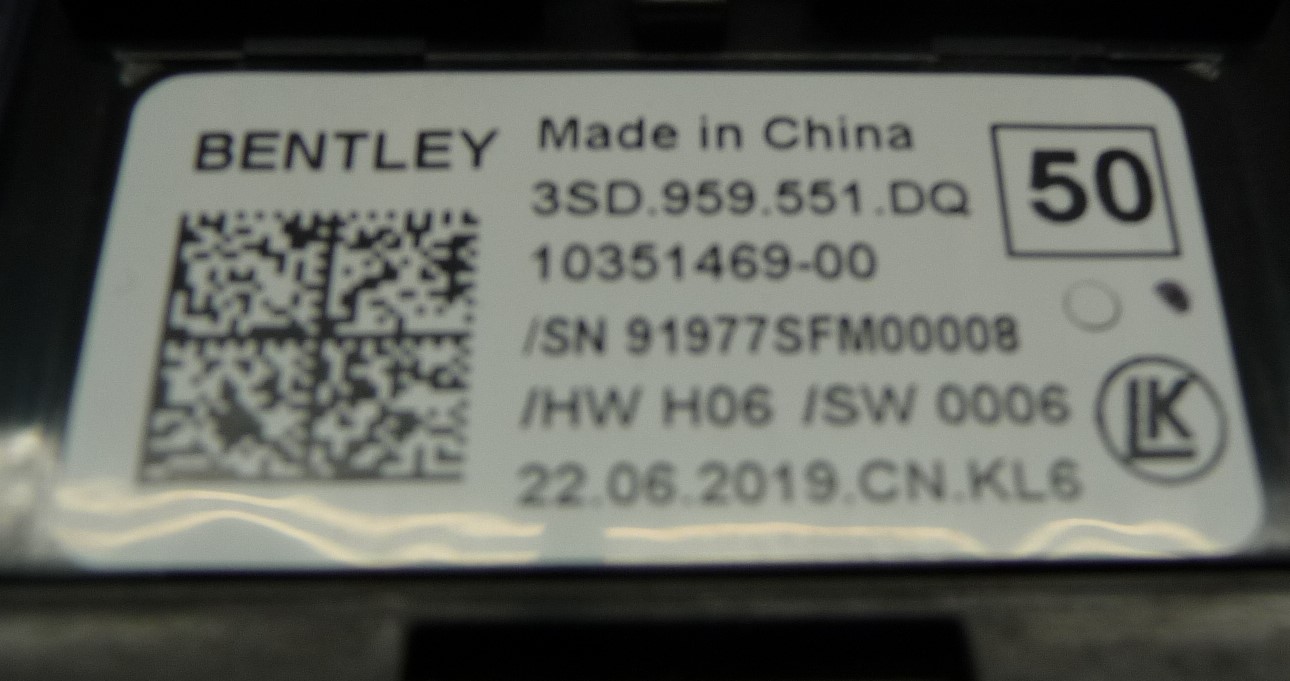 BENTLEY
Made in China
3SD.959.551.DQ
10351469-00
/SN 91977SFM00008
/HW H06 /SW 0006
22.06.2019.CN.KL6
50
LK